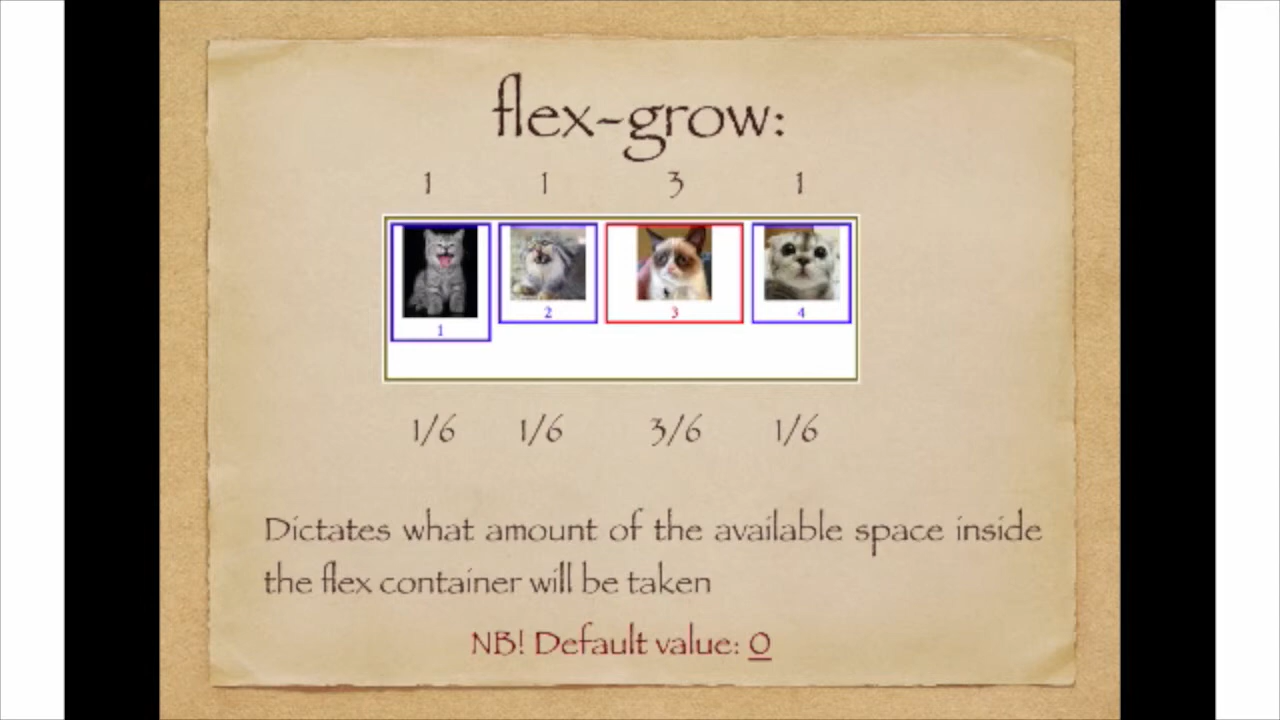 flex-grow:
1 1 3 1
1 2 3 4
1/6 1/6 3/6 1/6
Dictates what amount of the available space inside
the flex container will be taken
NB! Default value: 0